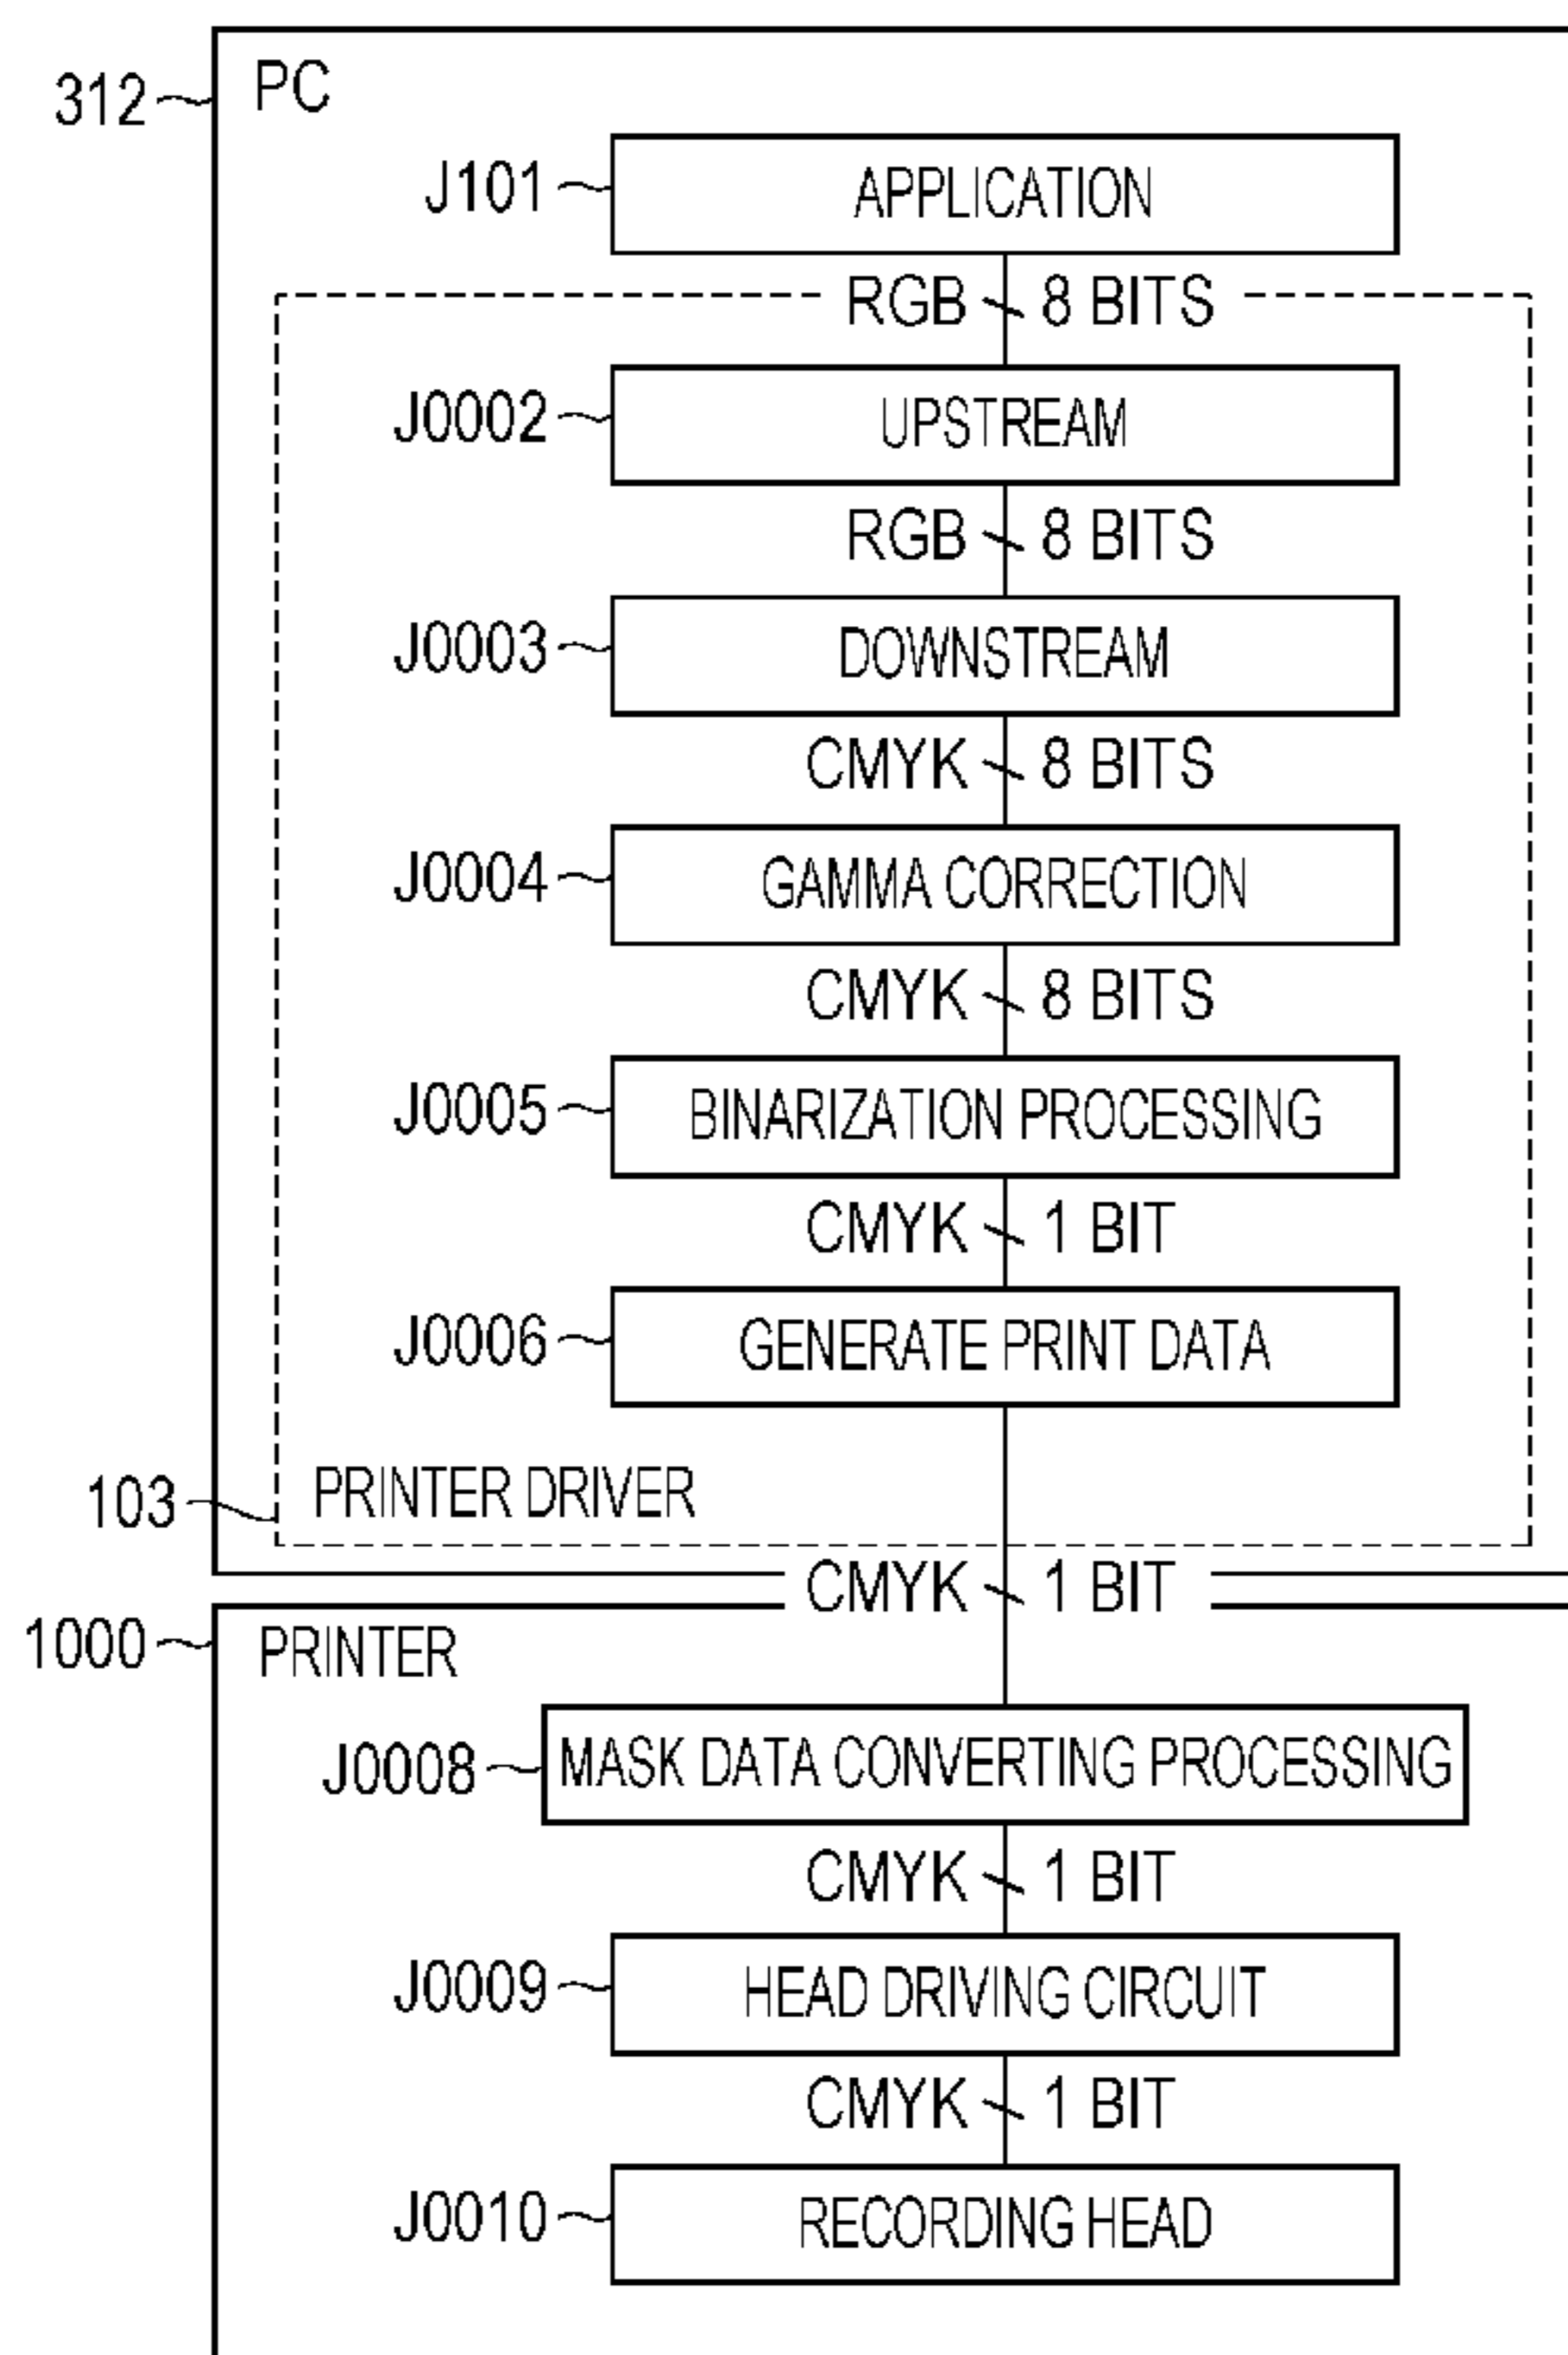 312
PC
J101
APPLICATION
RGB 8 BITS
J0002
UPSTREAM
RGB 8 BITS
J0003
DOWNSTREAM
CMYK 8 BITS
J0004
GAMMA CORRECTION
CMYK 8 BITS
J0005
BINARIZATION PROCESSING
CMYK 1 BIT
J0006
GENERATE PRINT DATA
103
PRINTER DRIVER
CMYK 1 BIT
1000
PRINTER
J0008
MASK DATA CONVERTING PROCESSING
CMYK 1 BIT
J0009
HEAD DRIVING CIRCUIT
CMYK 1 BIT
J0010
RECORDING HEAD